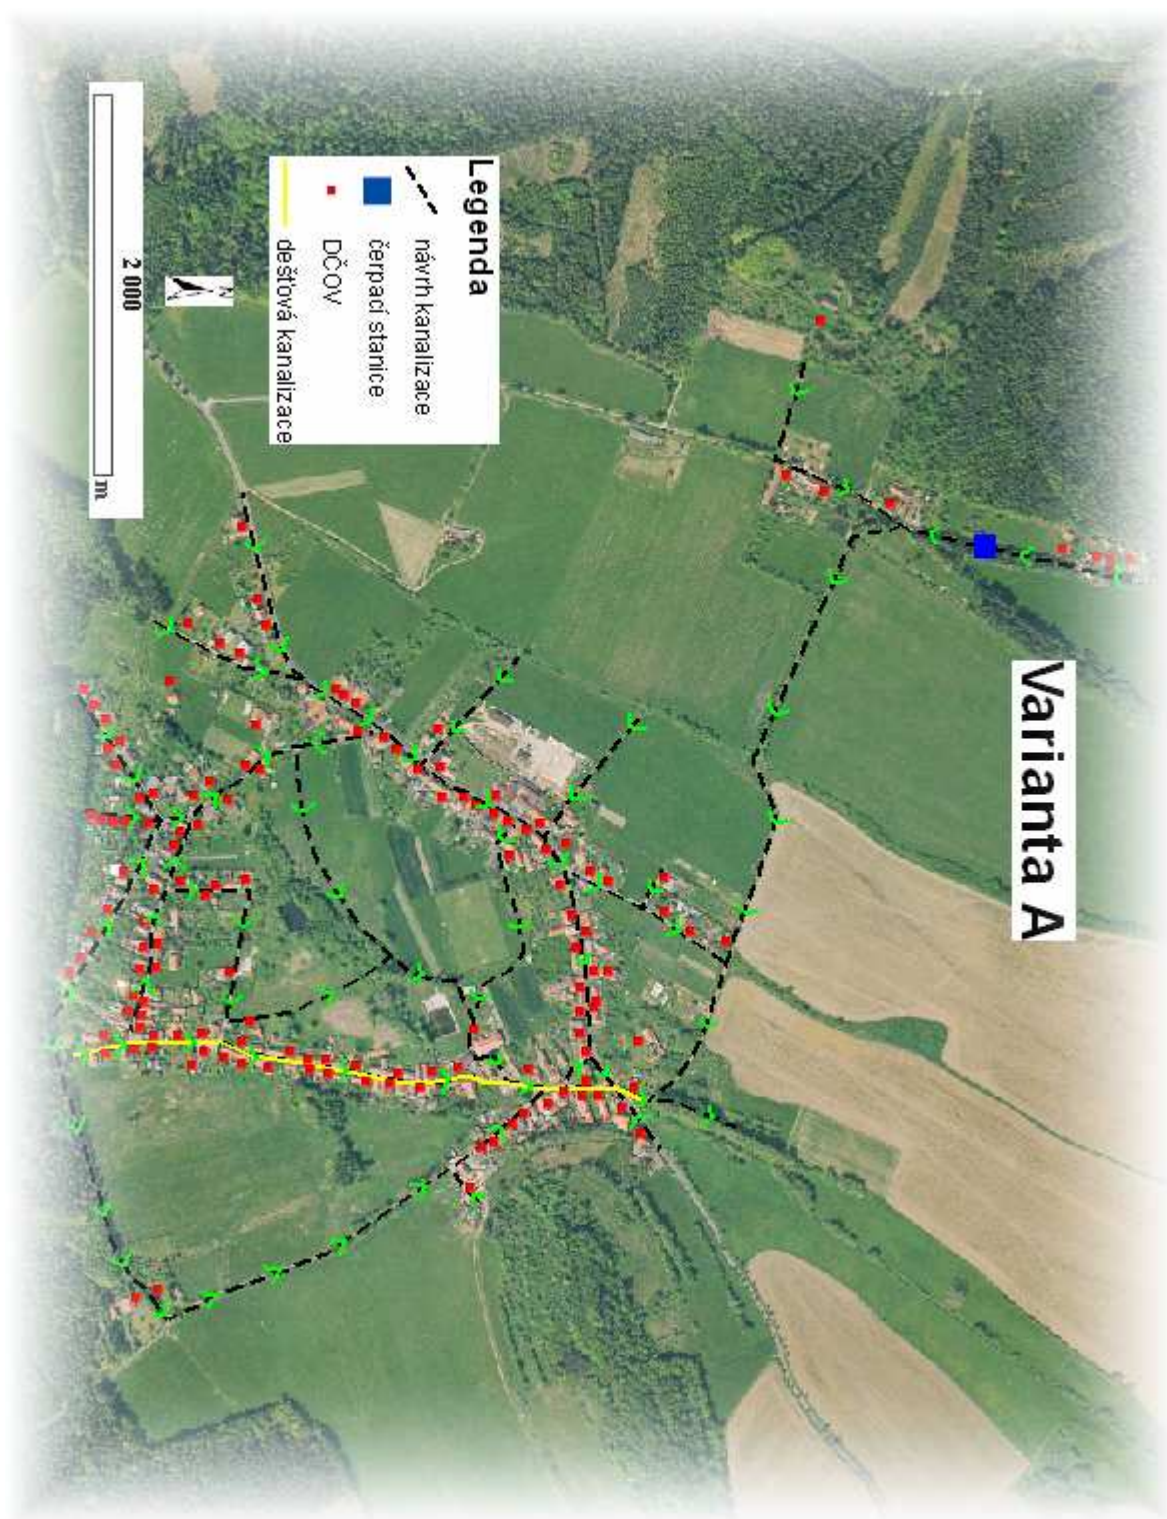 Varianta A
Legenda
návrh kanalizace
čerpací stanice
DČOV
dešťová kanalizace
2 000
m